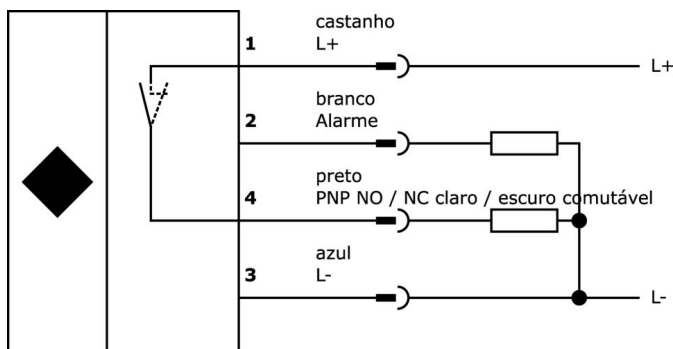 castanho
1 L+
L+
branco
2 Alarme
preto
4 PNP NO / NC claro / escuro comutável
azul
3 L-
L-